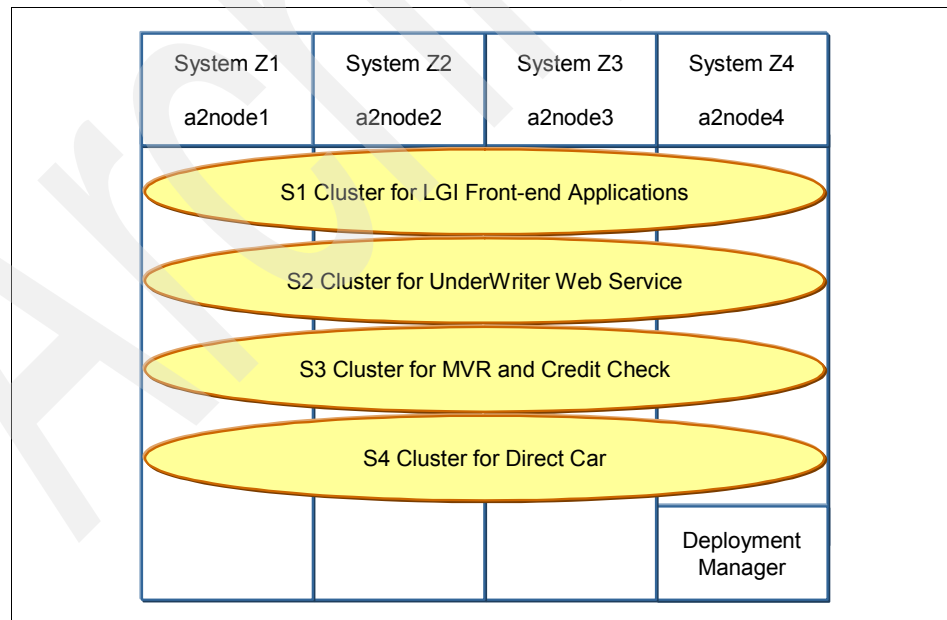 System Z1
System Z2
System Z3
System Z4
a2node1
a2node2
a2node3
a2node4
S1 Cluster for LGI Front-end Applications
S2 Cluster for UnderWriter Web Service
S3 Cluster for MVR and Credit Check
S4 Cluster for Direct Car
Deployment
Manager